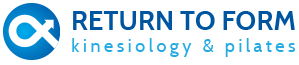 RETURN TO FORM
kinesiology & pilates